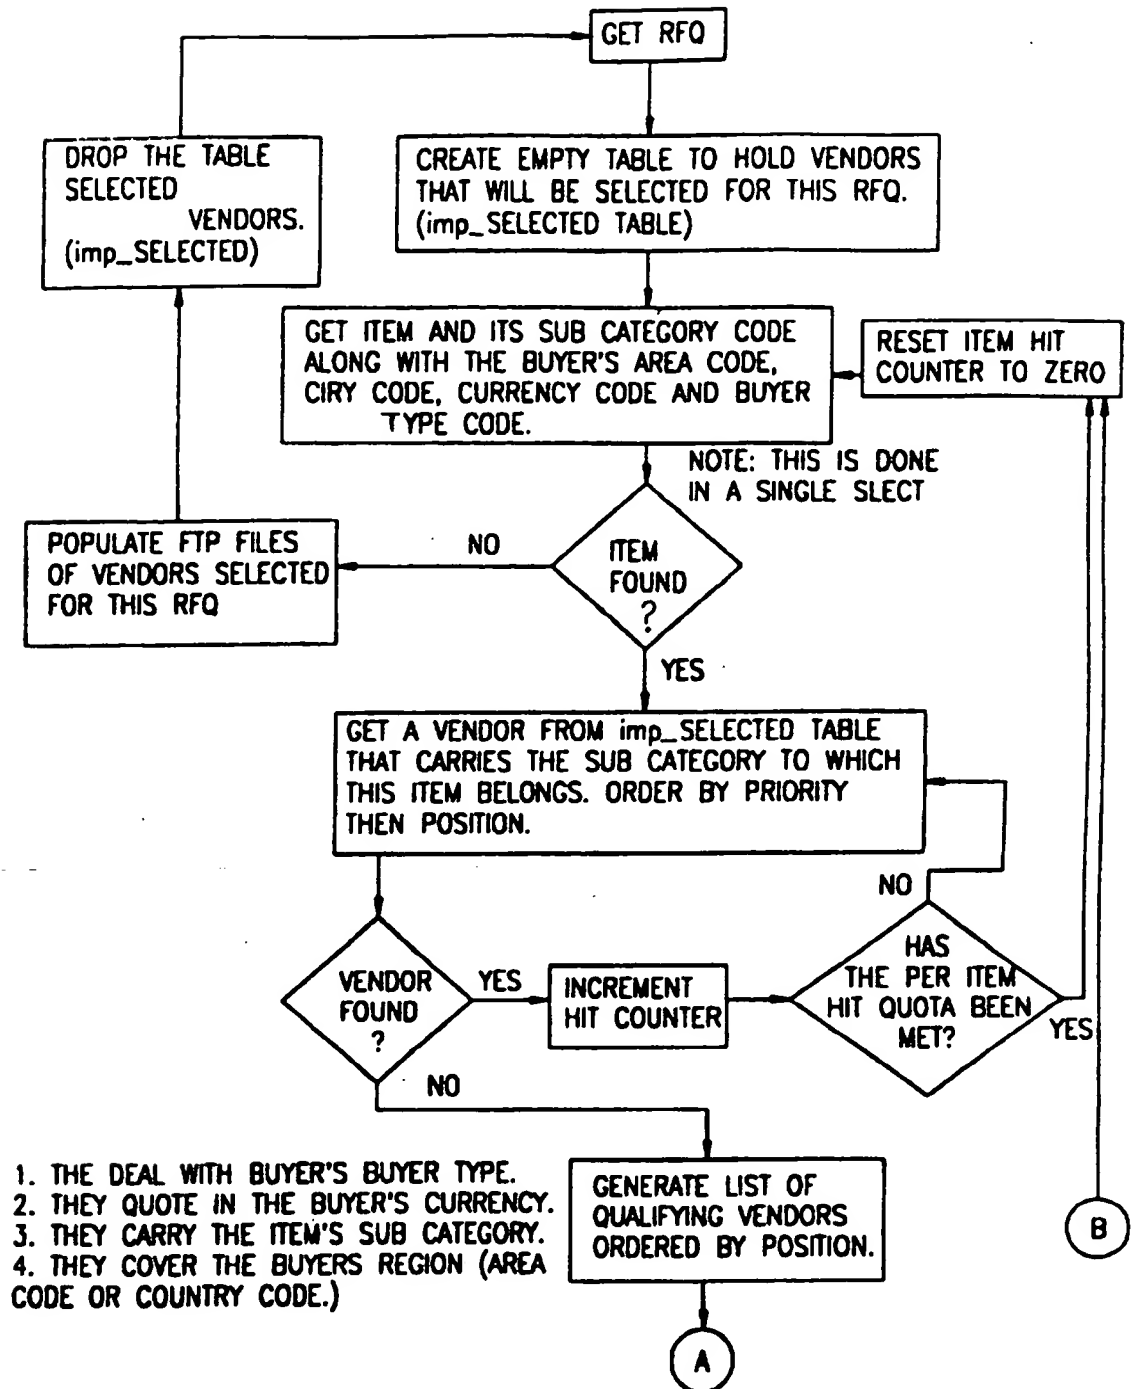 GET RFQ
DROP THE TABLE
SELECTED
VENDORS.
(imp_SELECTED)
CREATE EMPTY TABLE TO HOLD VENDORS
THAT WILL BE SELECTED FOR THIS RFQ.
(imp_SELECTED TABLE)
GET ITEM AND ITS SUB CATEGORY CODE
ALONG WITH THE BUYER'S AREA CODE,
CIRY CODE, CURRENCY CODE AND BUYER
TYPE CODE.
RESET ITEM HIT
COUNTER TO ZERO
NOTE: THIS IS DONE
IN A SINGLE SLECT
POPULATE FTP FILES
OF VENDORS SELECTED
FOR THIS RFQ
NO
ITEM
FOUND
?
YES
GET A VENDOR FROM imp_SELECTED TABLE
THAT CARRIES THE SUB CATEGORY TO WHICH
THIS ITEM BELONGS. ORDER BY PRIORITY
THEN POSITION.
NO
VENDOR
FOUND
?
YES
INCREMENT
HIT COUNTER
HAS
THE PER ITEM
HIT QUOTA BEEN
MET?
YES
NO
1. THE DEAL WITH BUYER'S BUYER TYPE.
2. THEY QUOTE IN THE BUYER'S CURRENCY.
3. THEY CARRY THE ITEM'S SUB CATEGORY.
4. THEY COVER THE BUYERS REGION (AREA
CODE OR COUNTRY CODE.)
GENERATE LIST OF
QUALIFYING VENDORS
ORDERED BY POSITION.
B
A